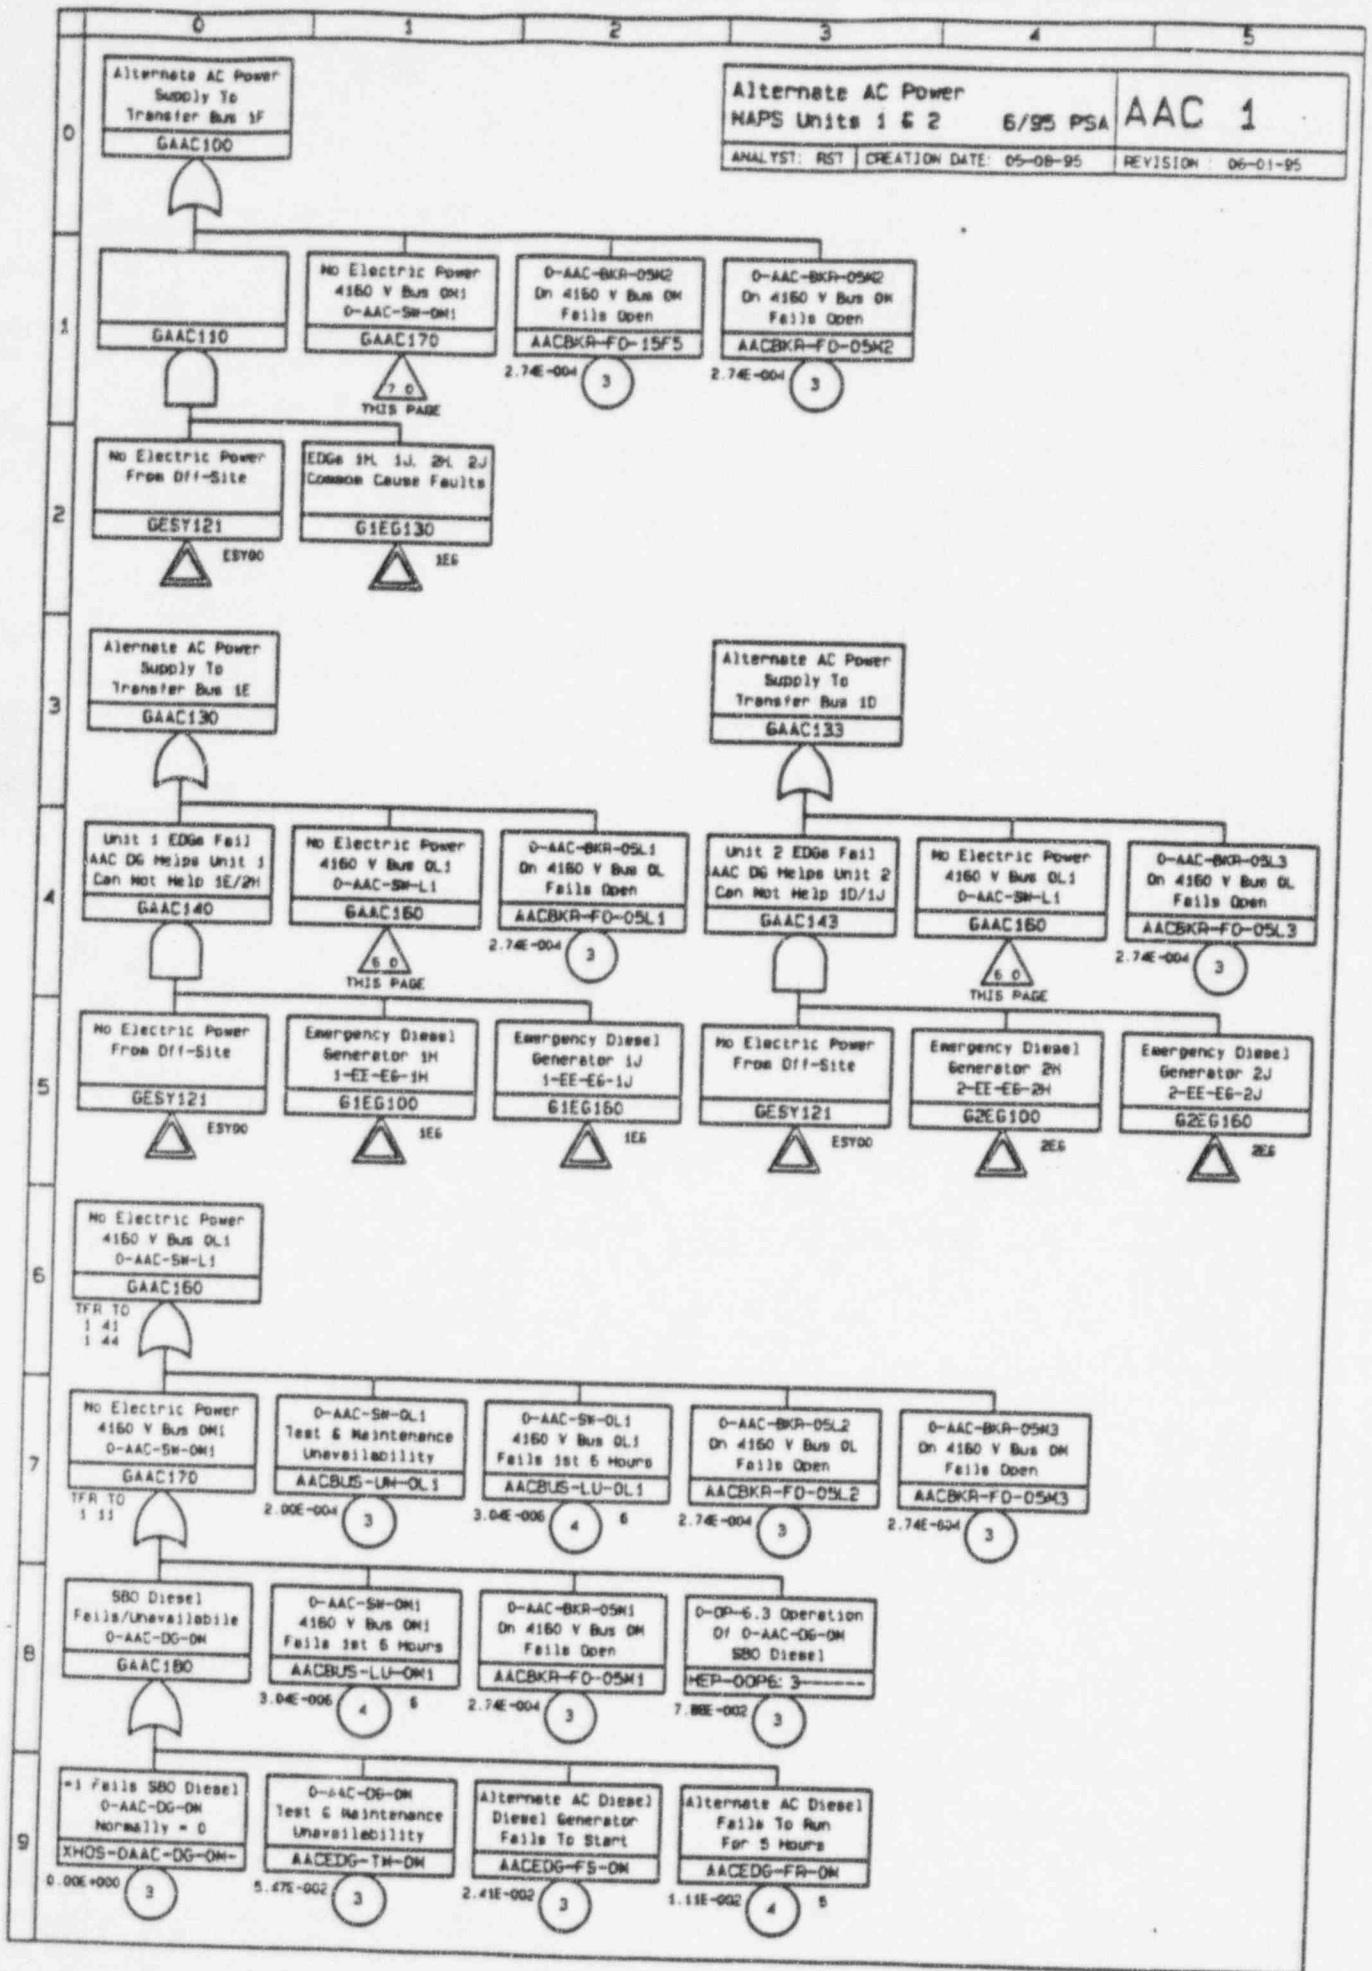 0 1 2 3 4 5
Alternate AC Power
NAPS Units 1 & 2 6/95 PSA
AAC 1
ANALYST: RST CREATION DATE: 05-08-95 REVISION : 06-01-95
0
Alternate AC Power
Supply To
Transfer Bus 1F
GAAC100
1
GAAC110
No Electric Power
4160 V Bus 0M1
0-AAC-SW-0M1
GAAC170
7 0
THIS PAGE
0-AAC-BKR-05M2
On 4160 V Bus 0M
Fails Open
AACBKR-FO-15F5
2.74E-004
3
0-AAC-BKR-05M2
On 4160 V Bus 0M
Fails Open
AACBKR-FO-05M2
2.74E-004
3
2
No Electric Power
From Off-Site
GESY121
ESY00
EDGs 1H, 1J, 2H, 2J
Common Cause Faults
G1EG130
1EG
3
Alernate AC Power
Supply To
Transfer Bus 1E
GAAC130
Alternate AC Power
Supply To
Transfer Bus 1D
GAAC133
4
Unit 1 EDGs Fail
AAC DG Helps Unit 1
Can Not Help 1E/2H
GAAC140
No Electric Power
4160 V Bus 0L1
0-AAC-SW-L1
GAAC160
6 0
THIS PAGE
0-AAC-BKR-05L1
On 4160 V Bus 0L
Fails Open
AACBKR-FO-05L1
2.74E-004
3
Unit 2 EDGs Fail
AAC DG Helps Unit 2
Can Not Help 1D/1J
GAAC143
No Electric Power
4160 V Bus 0L1
0-AAC-SW-L1
GAAC160
6 0
THIS PAGE
0-AAC-BKR-05L3
On 4160 V Bus 0L
Fails Open
AACBKR-FO-05L3
2.74E-004
3
5
No Electric Power
From Off-Site
GESY121
ESY00
Emergency Diesel
Generator 1H
1-EE-EG-1H
G1EG100
1EG
Emergency Diesel
Generator 1J
1-EE-EG-1J
G1EG160
1EG
No Electric Power
From Off-Site
GESY121
ESY00
Emergency Diesel
Generator 2H
2-EE-EG-2H
G2EG100
2EG
Emergency Diesel
Generator 2J
2-EE-EG-2J
G2EG160
2EG
6
No Electric Power
4160 V Bus 0L1
0-AAC-SW-L1
GAAC160
TFR TO
1 41
1 44
7
No Electric Power
4160 V Bus 0M1
0-AAC-SW-0M1
GAAC170
TFR TO
1 11
0-AAC-SW-0L1
Test & Maintenance
Unavailability
AACBUS-UM-0L1
2.00E-004
3
0-AAC-SW-0L1
4160 V Bus 0L1
Fails 1st 6 Hours
AACBUS-LU-0L1
3.04E-006
4
6
0-AAC-BKR-05L2
On 4160 V Bus 0L
Fails Open
AACBKR-FO-05L2
2.74E-004
3
0-AAC-BKR-05M3
On 4160 V Bus 0M
Fails Open
AACBKR-FO-05M3
2.74E-004
3
8
SBO Diesel
Fails/Unavailabile
0-AAC-DG-0M
GAAC180
0-AAC-SW-0M1
4160 V Bus 0M1
Fails 1st 6 Hours
AACBUS-LU-0M1
3.04E-006
4
6
0-AAC-BKR-05M1
On 4160 V Bus 0M
Fails Open
AACBKR-FO-05M1
2.74E-004
3
0-OP-6.3 Operation
Of 0-AAC-DG-0M
SBO Diesel
HEP-0OP6: 3-------
3
9
=1 Fails SBO Diesel
0-AAC-DG-0M
Normally = 0
XHOS-0AAC-DG-0M-
0.00E+000
3
0-AAC-DG-0M
Test & Maintenance
Unavailability
AACEDG-TM-0M
5.47E-002
3
Alternate AC Diesel
Diesel Generator
Fails To Start
AACEDG-FS-0M
2.41E-002
3
Alternate AC Diesel
Fails To Run
For 5 Hours
AACEDG-FR-0M
1.11E-002
4
5